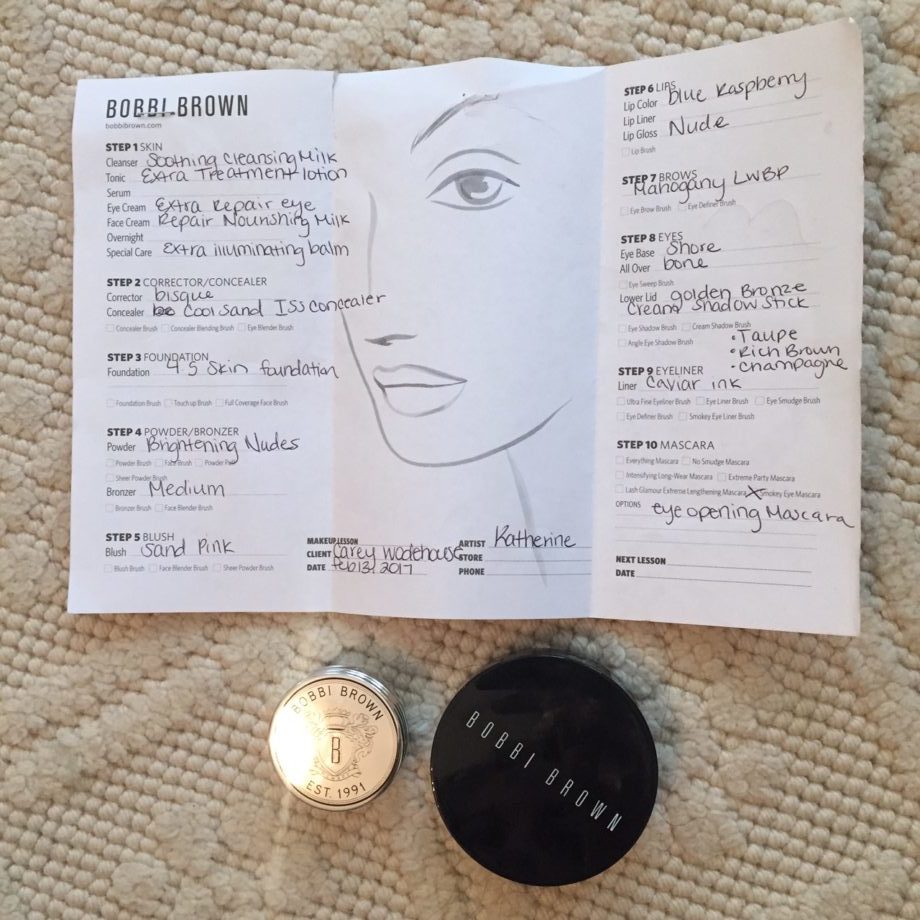 BOBBI BROWN
bobbibrown.com
STEP 1 SKIN
Cleanser Soothing Cleansing Milk
Tonic Extra Treatment lotion
Serum
Eye Cream Extra Repair eye
Face Cream Repair Nourishing Milk
Overnight
Special Care Extra illuminating balm
STEP 2 CORRECTOR/CONCEALER
Corrector bisque
Concealer Cool Sand ISS concealer
Concealer Brush Concealer Blending Brush Eye Blender Brush
STEP 3 FOUNDATION
Foundation 4.5 Skin foundation
Foundation Brush Touch up Brush Full Coverage Face Brush
STEP 4 POWDER/BRONZER
Powder Brightening Nudes
Powder Brush Face Brush Powder Puff
Sheer Powder Brush
Bronzer Medium
Bronzer Brush Face Blender Brush
STEP 5 BLUSH
Blush Sand Pink
Blush Brush Face Blender Brush Sheer Powder Brush
MAKEUP LESSON
CLIENT Carey Wodehouse
DATE Feb 13, 2017
ARTIST Katherine
STORE
PHONE
STEP 6 LIPS
Lip Color Blue Raspberry
Lip Liner
Lip Gloss Nude
Lip Brush
STEP 7 BROWS
Mahogany LWBP
Eye Brow Brush Eye Definer Brush
STEP 8 EYES
Eye Base Shore
All Over bone
Eye Sweep Brush
Lower Lid golden Bronze
Cream Shadow Stick
Eye Shadow Brush Cream Shadow Brush
Angle Eye Shadow Brush
• Taupe
• Rich Brown
• Champagne
STEP 9 EYELINER
Liner Caviar ink
Ultra Fine Eyeliner Brush Eye Liner Brush Eye Smudge Brush
Eye Definer Brush Smokey Eye Liner Brush
STEP 10 MASCARA
Everything Mascara No Smudge Mascara
Intensifying Long-Wear Mascara Extreme Party Mascara
Lash Glamour Extreme Lengthening Mascara X Smokey Eye Mascara
OPTIONS eye opening Mascara
NEXT LESSON
DATE
BOBBI BROWN
B
EST. 1991
BOBBI BROWN